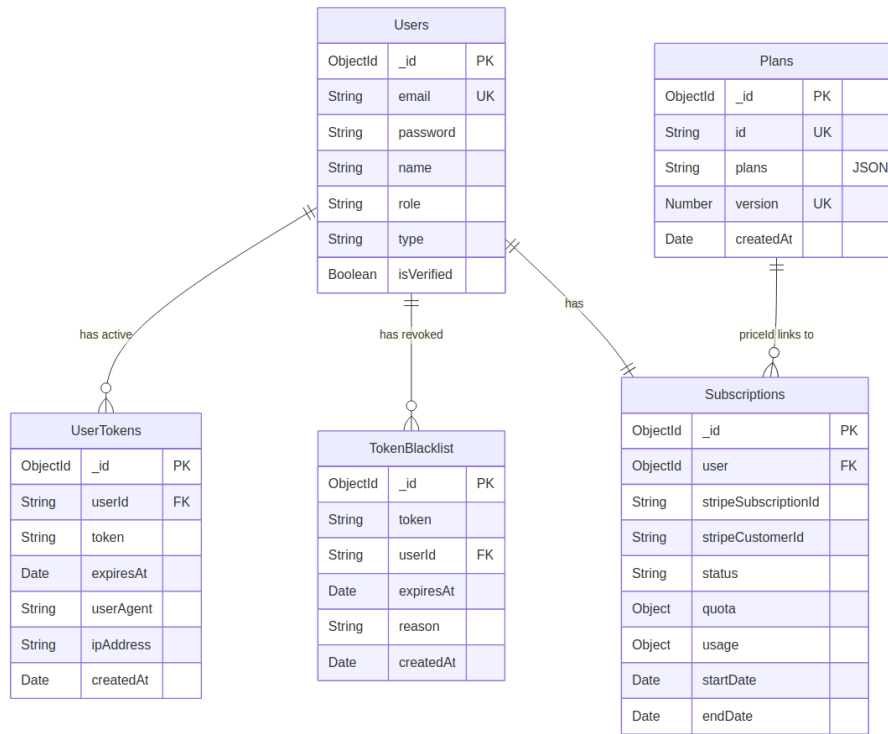 Users
ObjectId _id PK
String email UK
String password
String name
String role
String type
Boolean isVerified
Plans
ObjectId _id PK
String id UK
String plans JSON
Number version UK
Date createdAt
has active
has revoked
has
priceId links to
UserTokens
ObjectId _id PK
String userId FK
String token
Date expiresAt
String userAgent
String ipAddress
Date createdAt
TokenBlacklist
ObjectId _id PK
String token
String userId FK
Date expiresAt
String reason
Date createdAt
Subscriptions
ObjectId _id PK
ObjectId user FK
String stripeSubscriptionId
String stripeCustomerId
String status
Object quota
Object usage
Date startDate
Date endDate